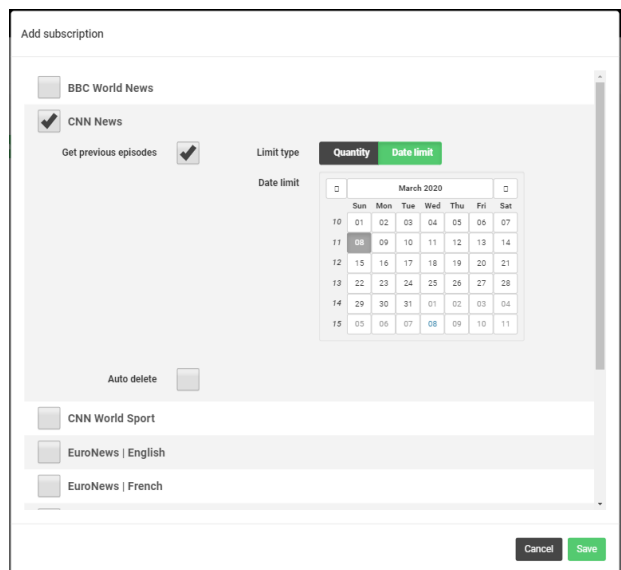 Add subscription
BBC World News
CNN News
Get previous episodes Limit type Quantity Date limit
Date limit March 2020
Sun Mon Tue Wed Thu Fri Sat
10 01 02 03 04 05 06 07
11 08 09 10 11 12 13 14
12 15 16 17 18 19 20 21
13 22 23 24 25 26 27 28
14 29 30 31 01 02 03 04
15 05 06 07 08 09 10 11
Auto delete
CNN World Sport
EuroNews | English
EuroNews | French
Cancel Save